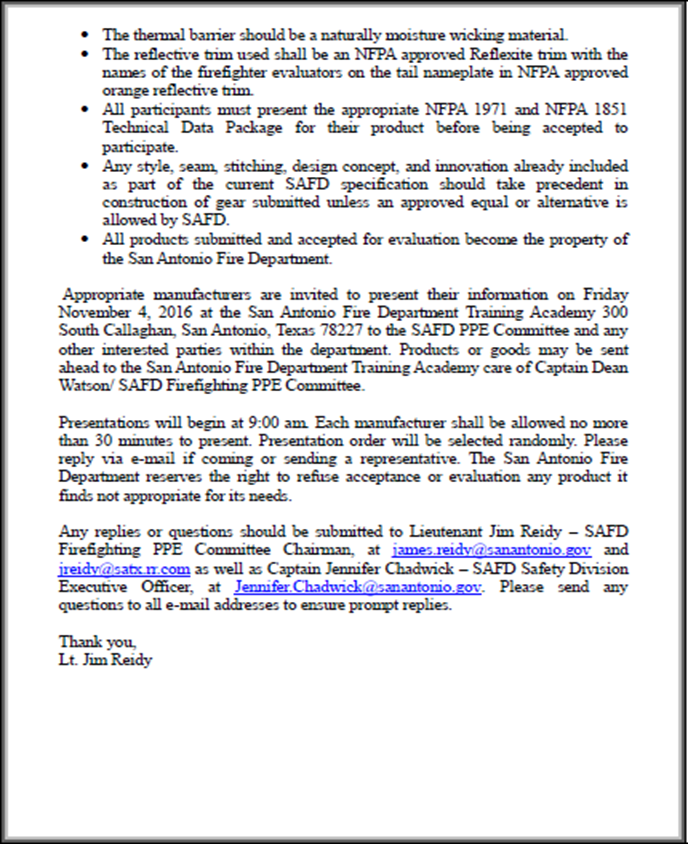 • The thermal barrier should be a naturally moisture wicking material.
• The reflective trim used shall be an NFPA approved Reflexite trim with the
names of the firefighter evaluators on the tail nameplate in NFPA approved
orange reflective trim.
• All participants must present the appropriate NFPA 1971 and NFPA 1851
Technical Data Package for their product before being accepted to
participate.
• Any style, seam, stitching, design concept, and innovation already included
as part of the current SAFD specification should take precedent in
construction of gear submitted unless an approved equal or alternative is
allowed by SAFD.
• All products submitted and accepted for evaluation become the property of
the San Antonio Fire Department.
Appropriate manufacturers are invited to present their information on Friday
November 4, 2016 at the San Antonio Fire Department Training Academy 300
South Callaghan, San Antonio, Texas 78227 to the SAFD PPE Committee and any
other interested parties within the department. Products or goods may be sent
ahead to the San Antonio Fire Department Training Academy care of Captain Dean
Watson/ SAFD Firefighting PPE Committee.
Presentations will begin at 9:00 am. Each manufacturer shall be allowed no more
than 30 minutes to present. Presentation order will be selected randomly. Please
reply via e-mail if coming or sending a representative. The San Antonio Fire
Department reserves the right to refuse acceptance or evaluation any product it
finds not appropriate for its needs.
Any replies or questions should be submitted to Lieutenant Jim Reidy – SAFD
Firefighting PPE Committee Chairman, at james.reidy@sanantonio.gov and
jreidy@satx.rr.com as well as Captain Jennifer Chadwick – SAFD Safety Division
Executive Officer, at Jennifer.Chadwick@sanantonio.gov. Please send any
questions to all e-mail addresses to ensure prompt replies.
Thank you,
Lt. Jim Reidy